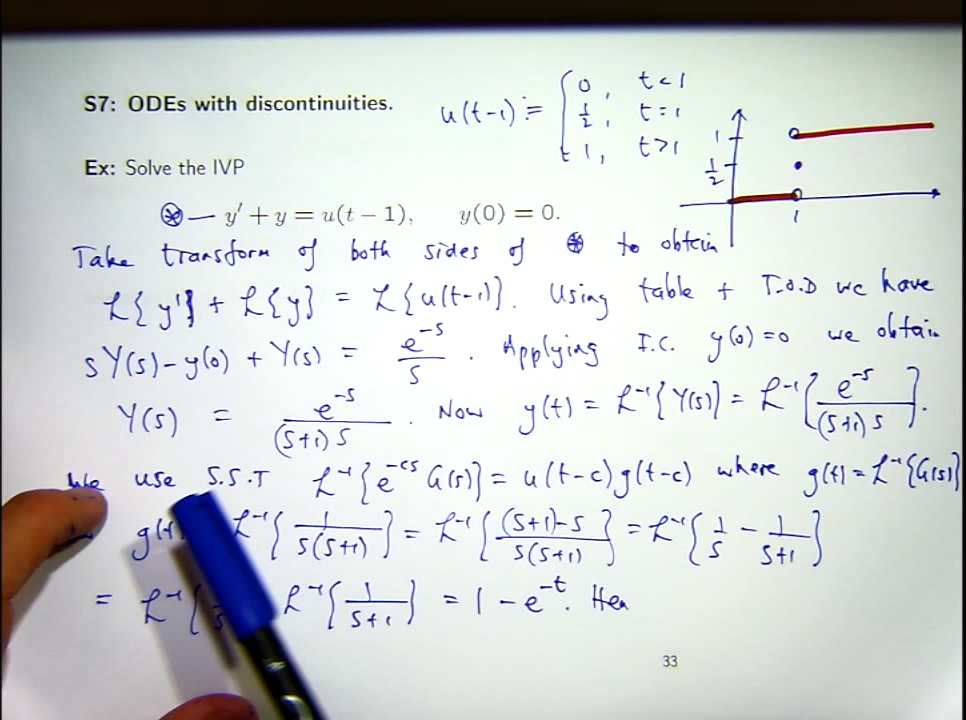 S7: ODEs with discontinuities.
u(t-1) := { 0, t<1
1/2, t=1
1, t>1
1
1/2
1
Ex: Solve the IVP
⊛ — y′ + y = u(t − 1), y(0) = 0.
Take transform of both sides of ⊛ to obtain
ℒ{y'} + ℒ{y} = ℒ{u(t-1)}. Using table + T.O.D we have
sY(s) - y(0) + Y(s) = e^{-s}/s. Applying I.C. y(0)=0 we obtain
Y(s) = e^{-s}/((s+1)s). Now y(t) = ℒ^{-1}{Y(s)} = ℒ^{-1}{e^{-s}/((s+1)s)}.
We use S.S.T ℒ^{-1}{e^{-cs} G(s)} = u(t-c)g(t-c) where g(t) = ℒ^{-1}{G(s)}
g(t) ℒ^{-1}{1/(s(s+1))} = ℒ^{-1}{((s+1)-s)/(s(s+1))} = ℒ^{-1}{1/s - 1/(s+1)}
= ℒ^{-1}{ ℒ^{-1}{1/(s+1)} = 1 - e^{-t}. Hen
33